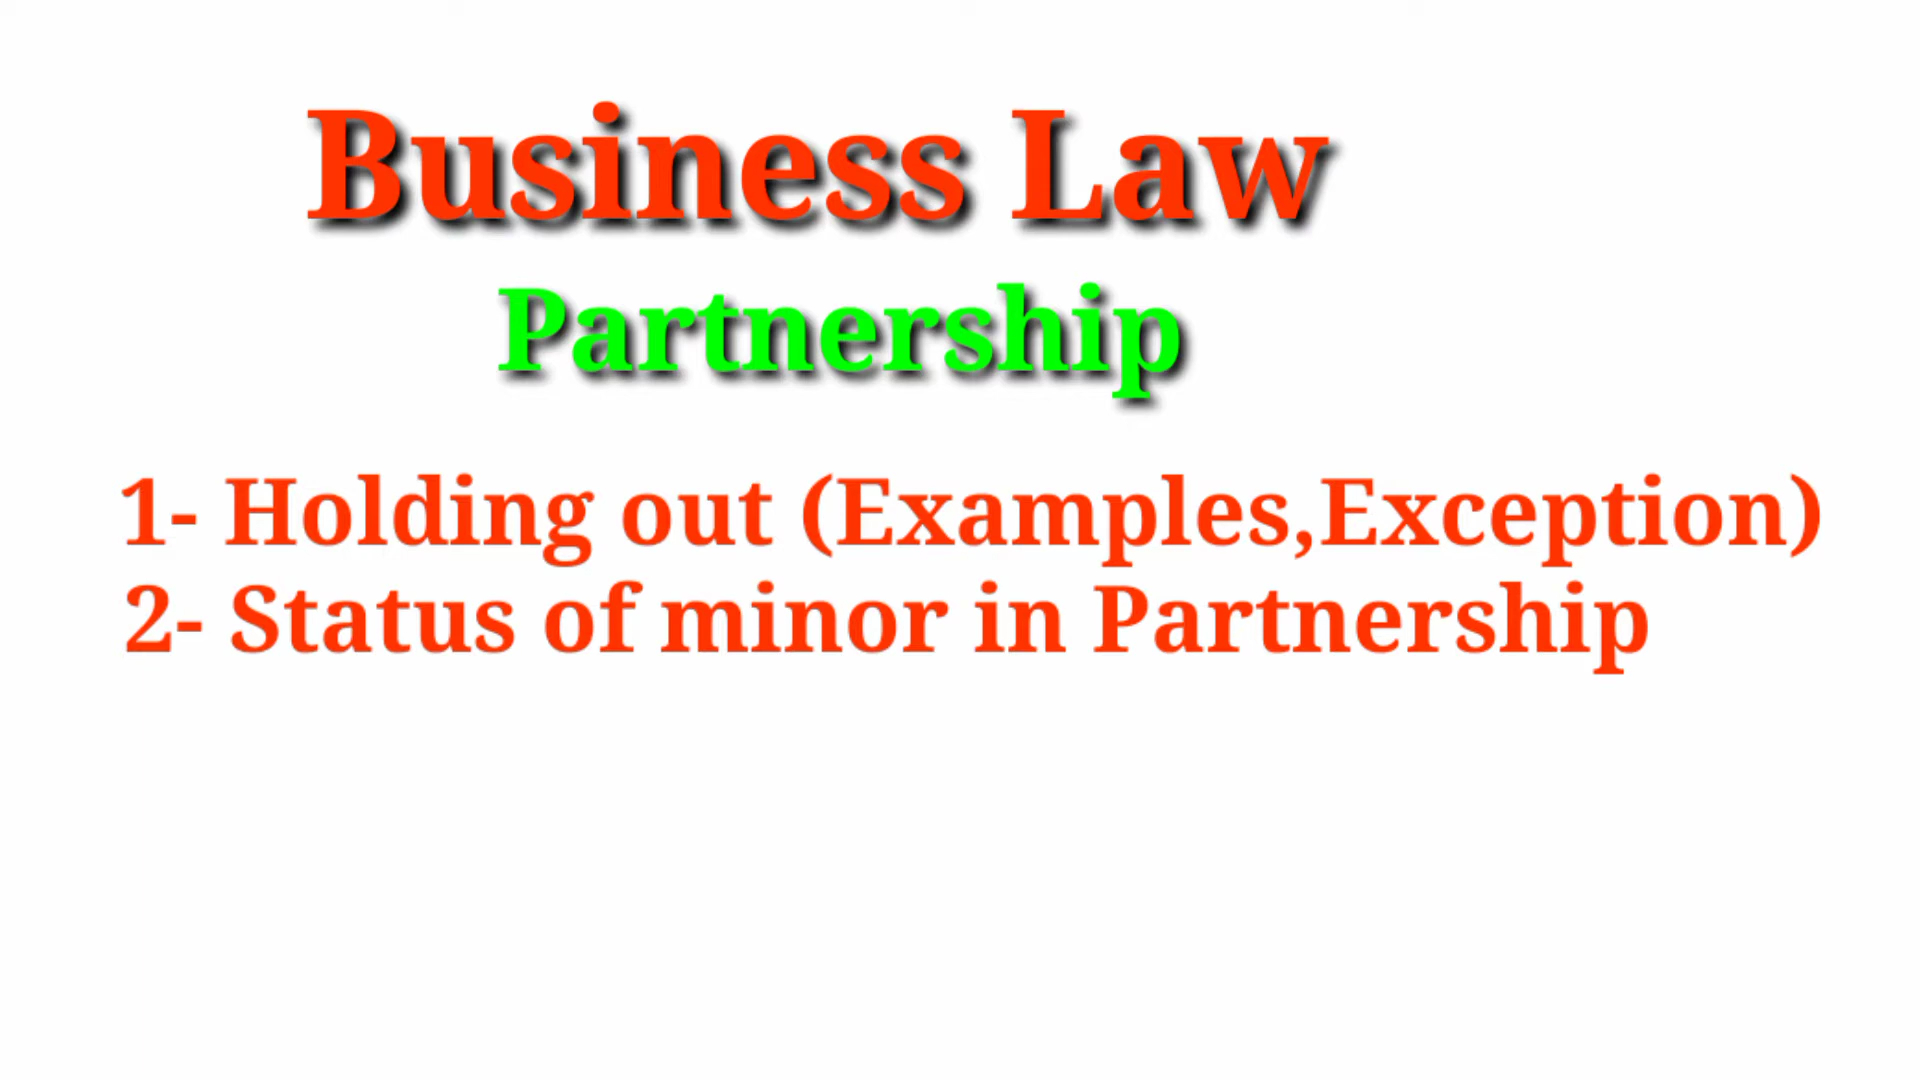 Business Law
Partnership
1- Holding out (Examples,Exception)
2- Status of minor in Partnership